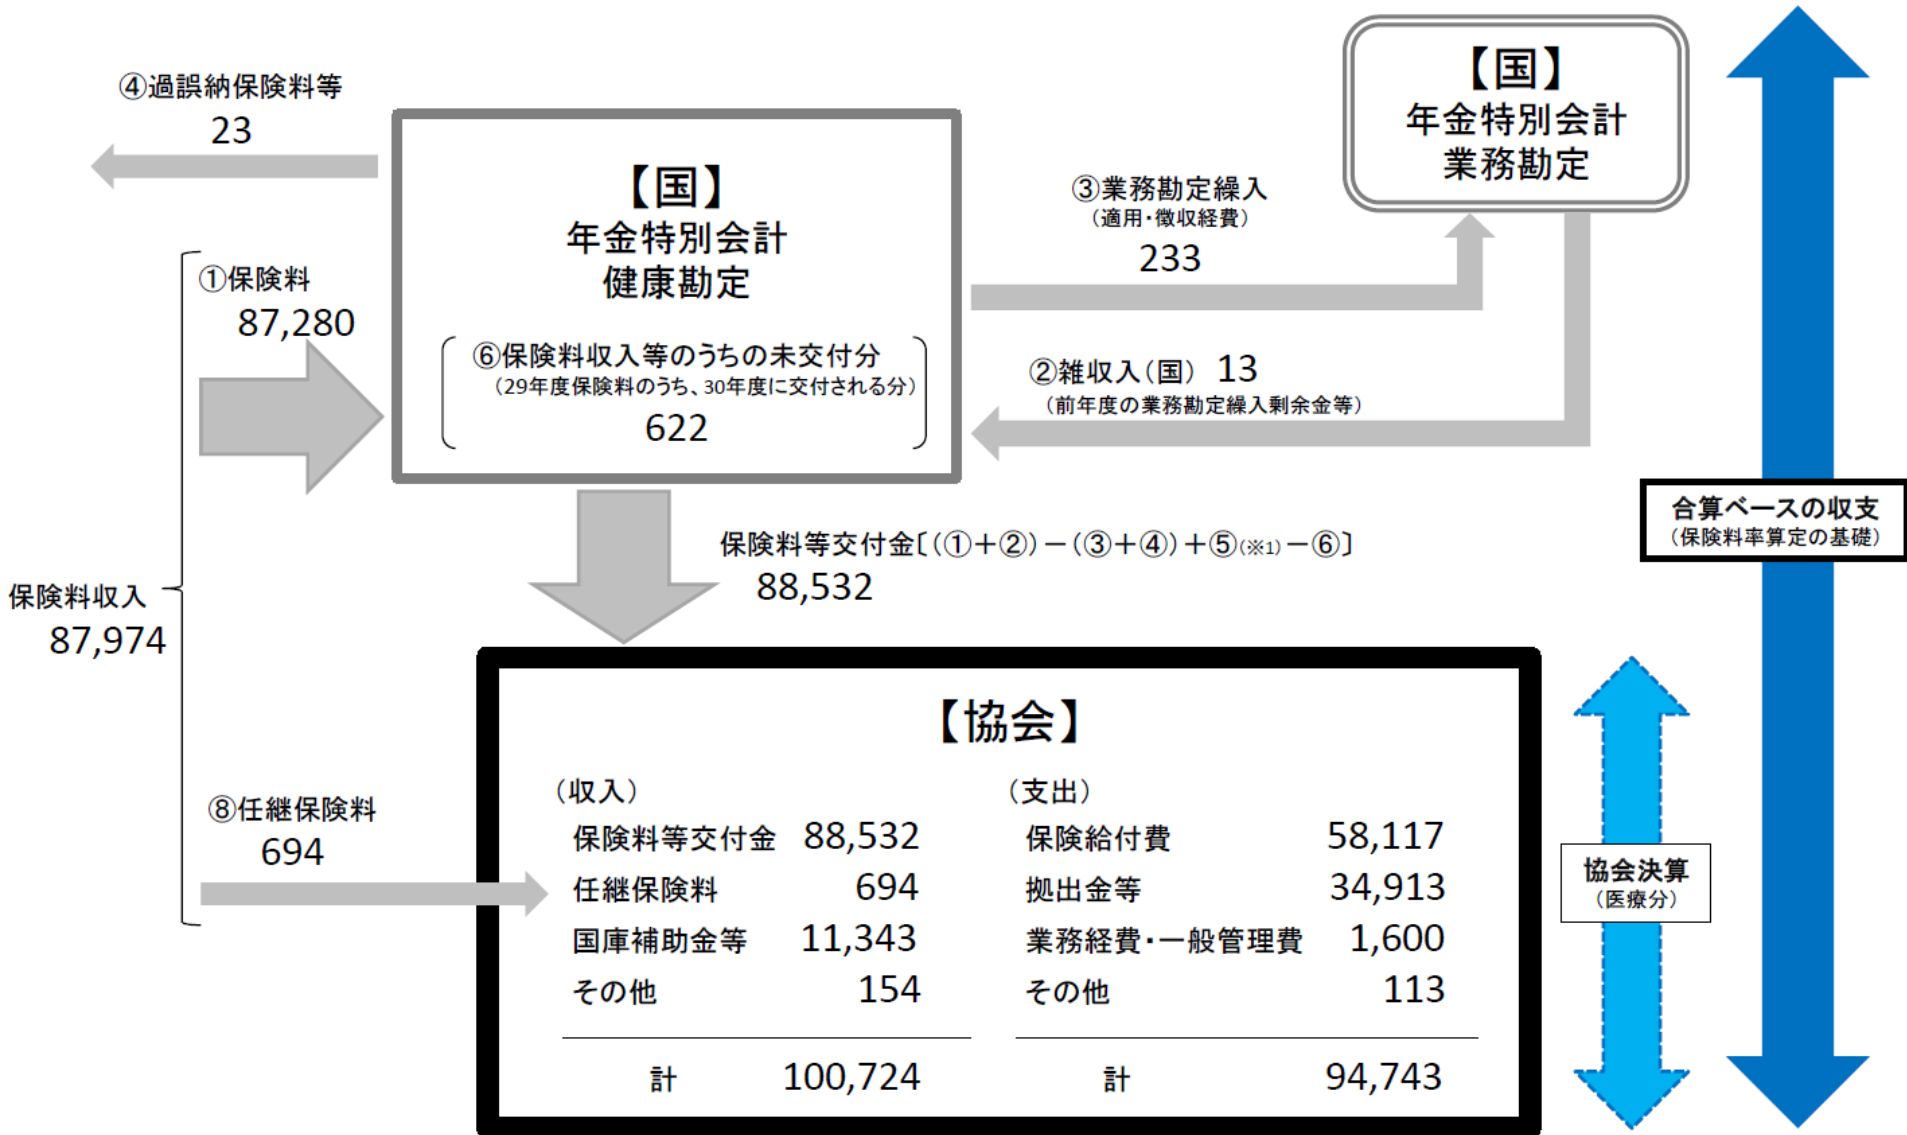 ④過誤納保険料等
23
【国】
年金特別会計
業務勘定
【国】
年金特別会計
健康勘定
③業務勘定繰入
（適用・徴収経費）
233
①保険料
87,280
⑥保険料収入等のうちの未交付分
（29年度保険料のうち、30年度に交付される分）
622
②雑収入（国） 13
（前年度の業務勘定繰入剰余金等）
合算ベースの収支
（保険料率算定の基礎）
保険料等交付金〔（①＋②）－（③＋④）＋⑤（※1）－⑥〕
88,532
保険料収入
87,974
【協会】
（収入） （支出）
⑧任継保険料
694
保険料等交付金 88,532 保険給付費 58,117
任継保険料 694 拠出金等 34,913
国庫補助金等 11,343 業務経費・一般管理費 1,600
その他 154 その他 113
計 100,724 計 94,743
協会決算
（医療分）